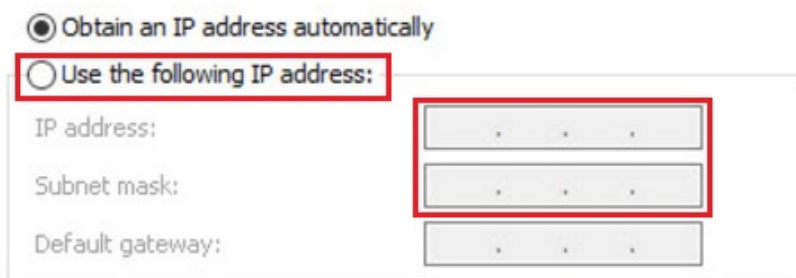 Obtain an IP address automatically
Use the following IP address:
IP address:
. . .
Subnet mask:
. . .
Default gateway:
. . .